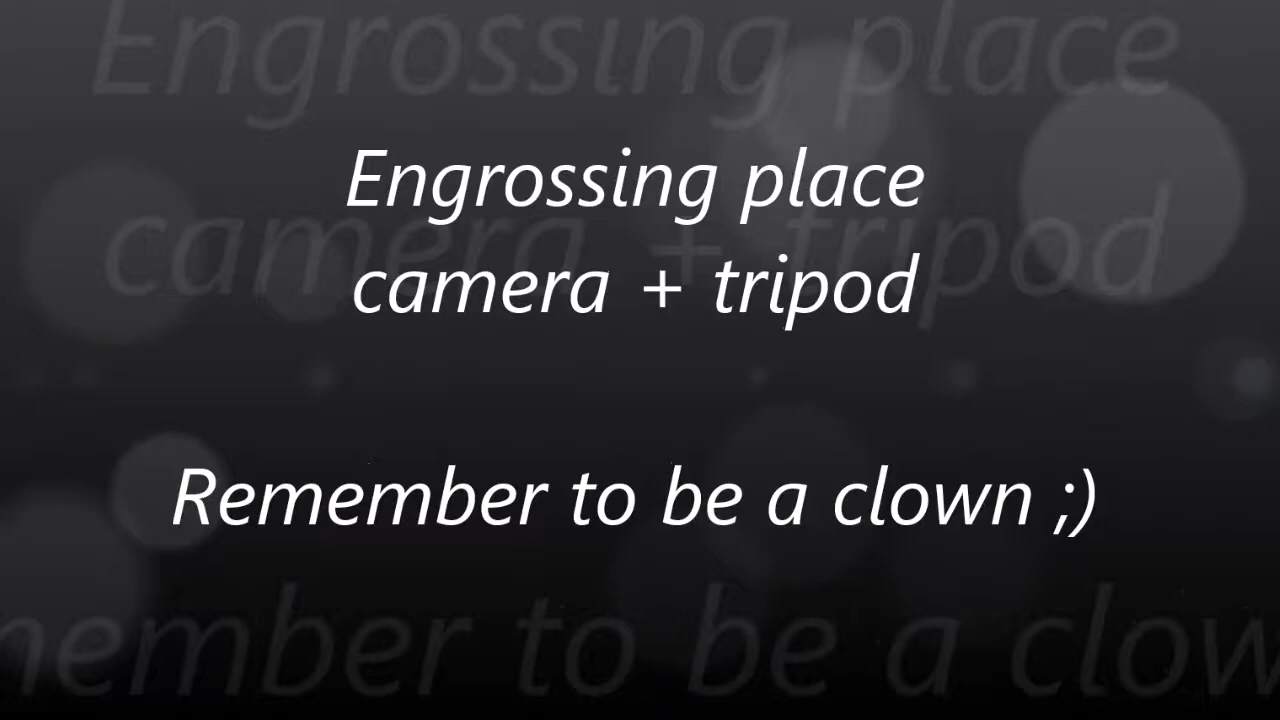 Engrossing place
camera + tripod
Remember to be a clown ;)